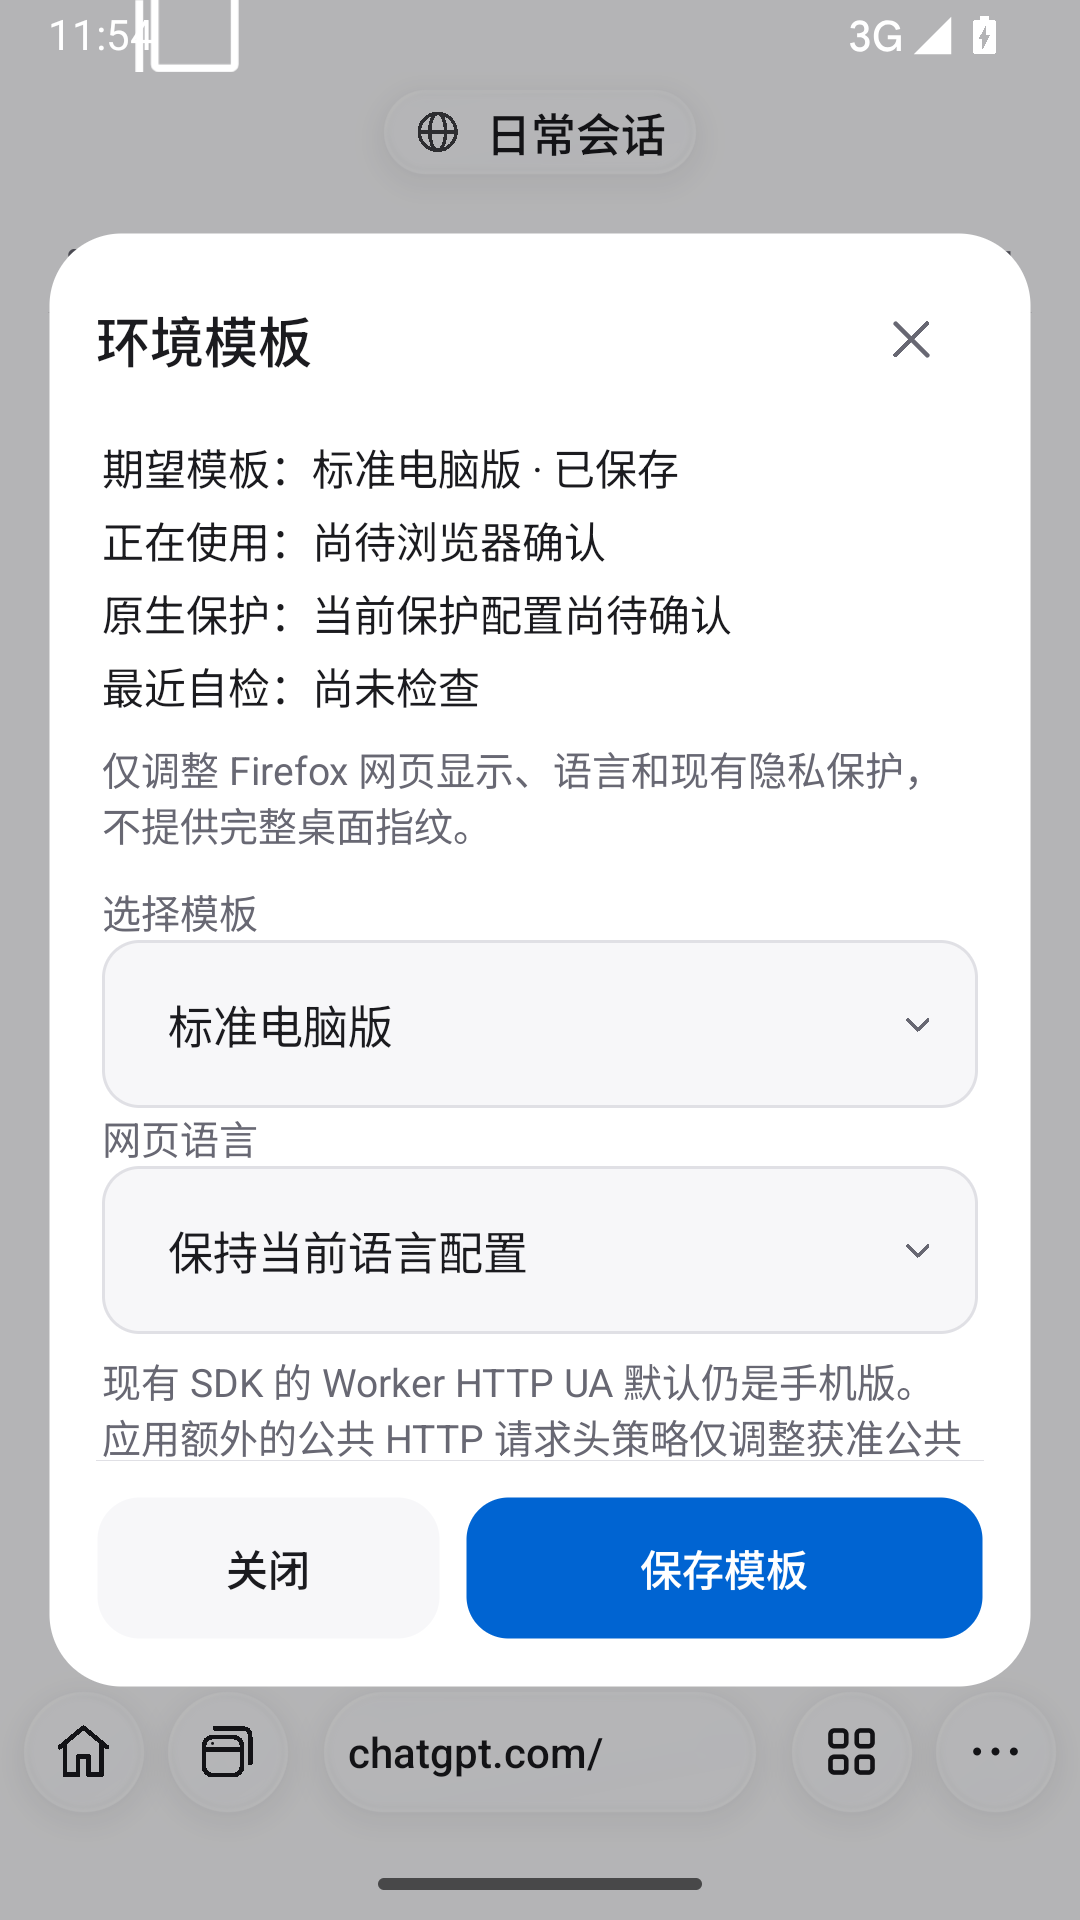 11:54
3G
日常会话
环境模板
期望模板：标准电脑版 · 已保存
正在使用：尚待浏览器确认
原生保护：当前保护配置尚待确认
最近自检：尚未检查
仅调整 Firefox 网页显示、语言和现有隐私保护，
不提供完整桌面指纹。
选择模板
标准电脑版
网页语言
保持当前语言配置
现有 SDK 的 Worker HTTP UA 默认仍是手机版。
应用额外的公共 HTTP 请求头策略仅调整获准公共
关闭
保存模板
chatgpt.com/